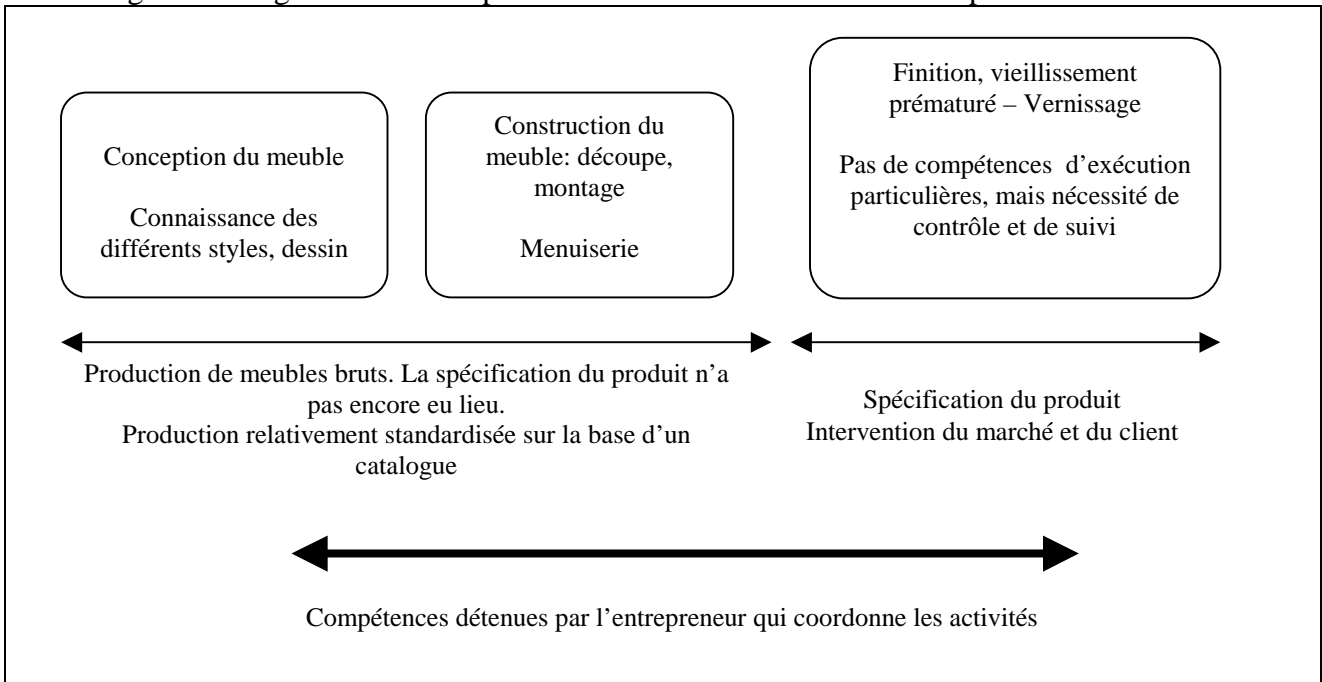 Conception du meuble
Connaissance des
différents styles, dessin
Construction du
meuble: découpe,
montage
Menuiserie
Finition, vieillissement
prématuré – Vernissage
Pas de compétences d’exécution
particulières, mais nécessité de
contrôle et de suivi
Production de meubles bruts. La spécification du produit n'a
pas encore eu lieu.
Production relativement standardisée sur la base d’un
catalogue
Spécification du produit
Intervention du marché et du client
Compétences détenues par l’entrepreneur qui coordonne les activités